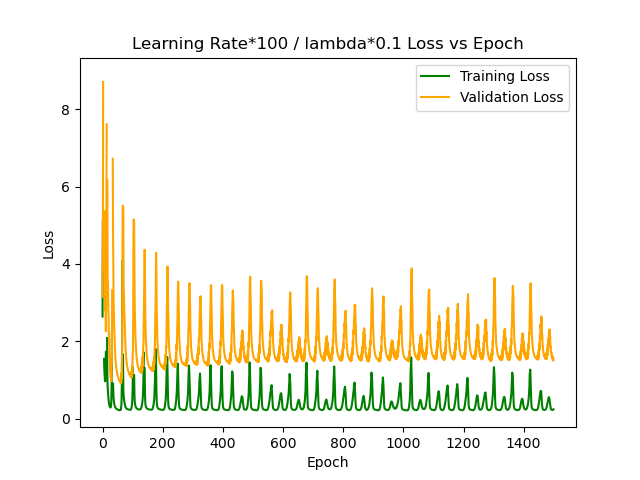 Learning Rate*100 / lambda*0.1 Loss vs Epoch
Training Loss
Validation Loss
8
6
4
2
0
Loss
0 200 400 600 800 1000 1200 1400
Epoch